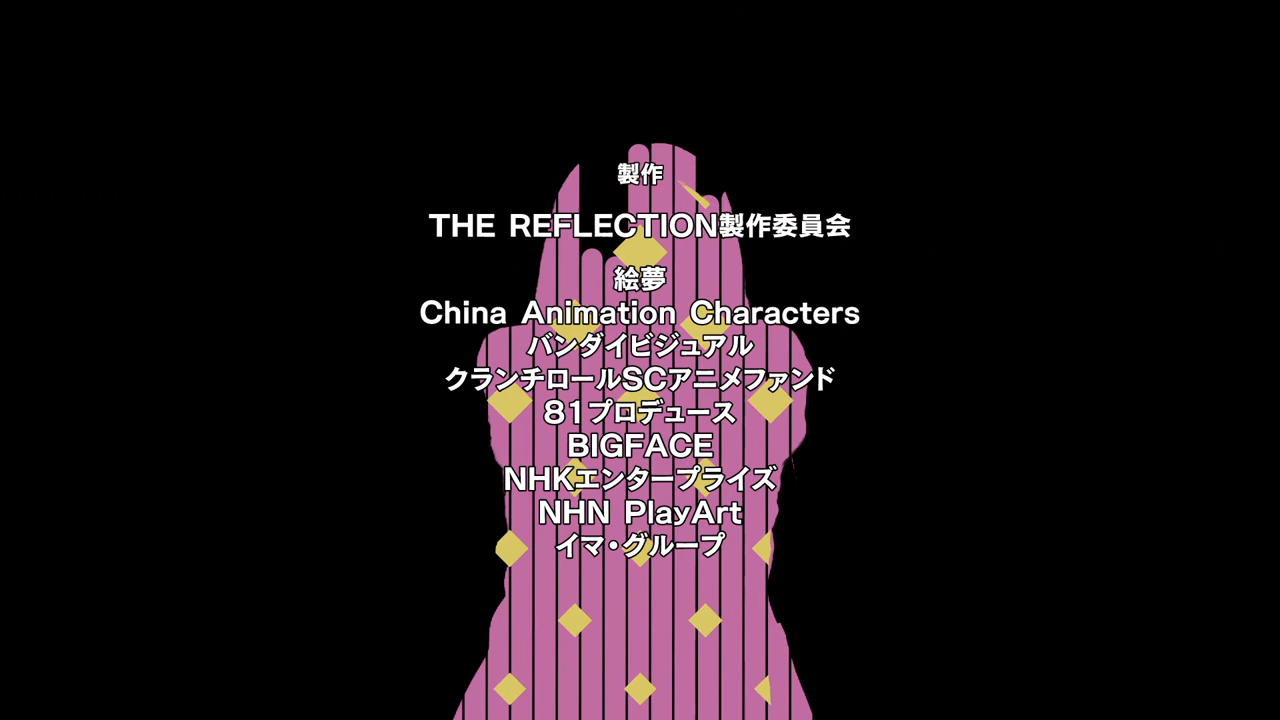 製作
THE REFLECTION製作委員会
絵夢
China Animation Characters
バンダイビジュアル
クランチロールSCアニメファンド
81プロデュース
BIGFACE
NHKエンタープライズ
NHN PlayArt
イマ・グループ